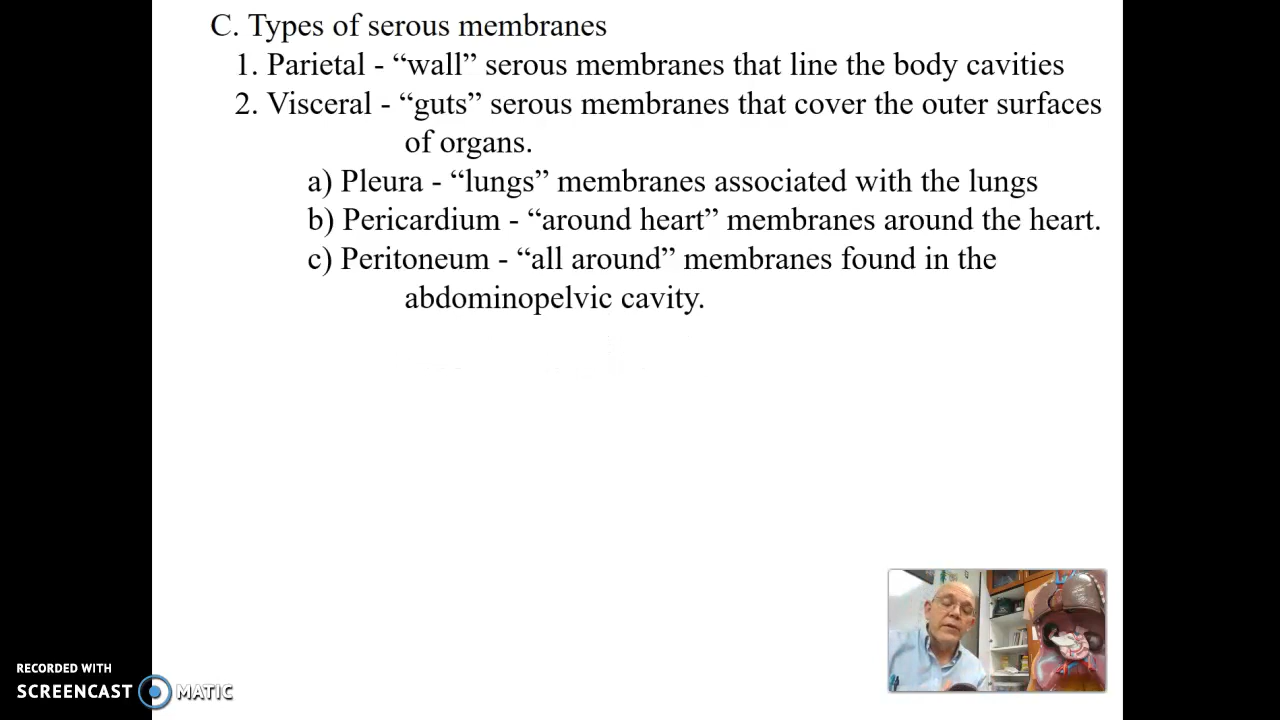 C. Types of serous membranes
1. Parietal - “wall” serous membranes that line the body cavities
2. Visceral - “guts” serous membranes that cover the outer surfaces
of organs.
a) Pleura - “lungs” membranes associated with the lungs
b) Pericardium - “around heart” membranes around the heart.
c) Peritoneum - “all around” membranes found in the
abdominopelvic cavity.
RECORDED WITH
SCREENCAST MATIC